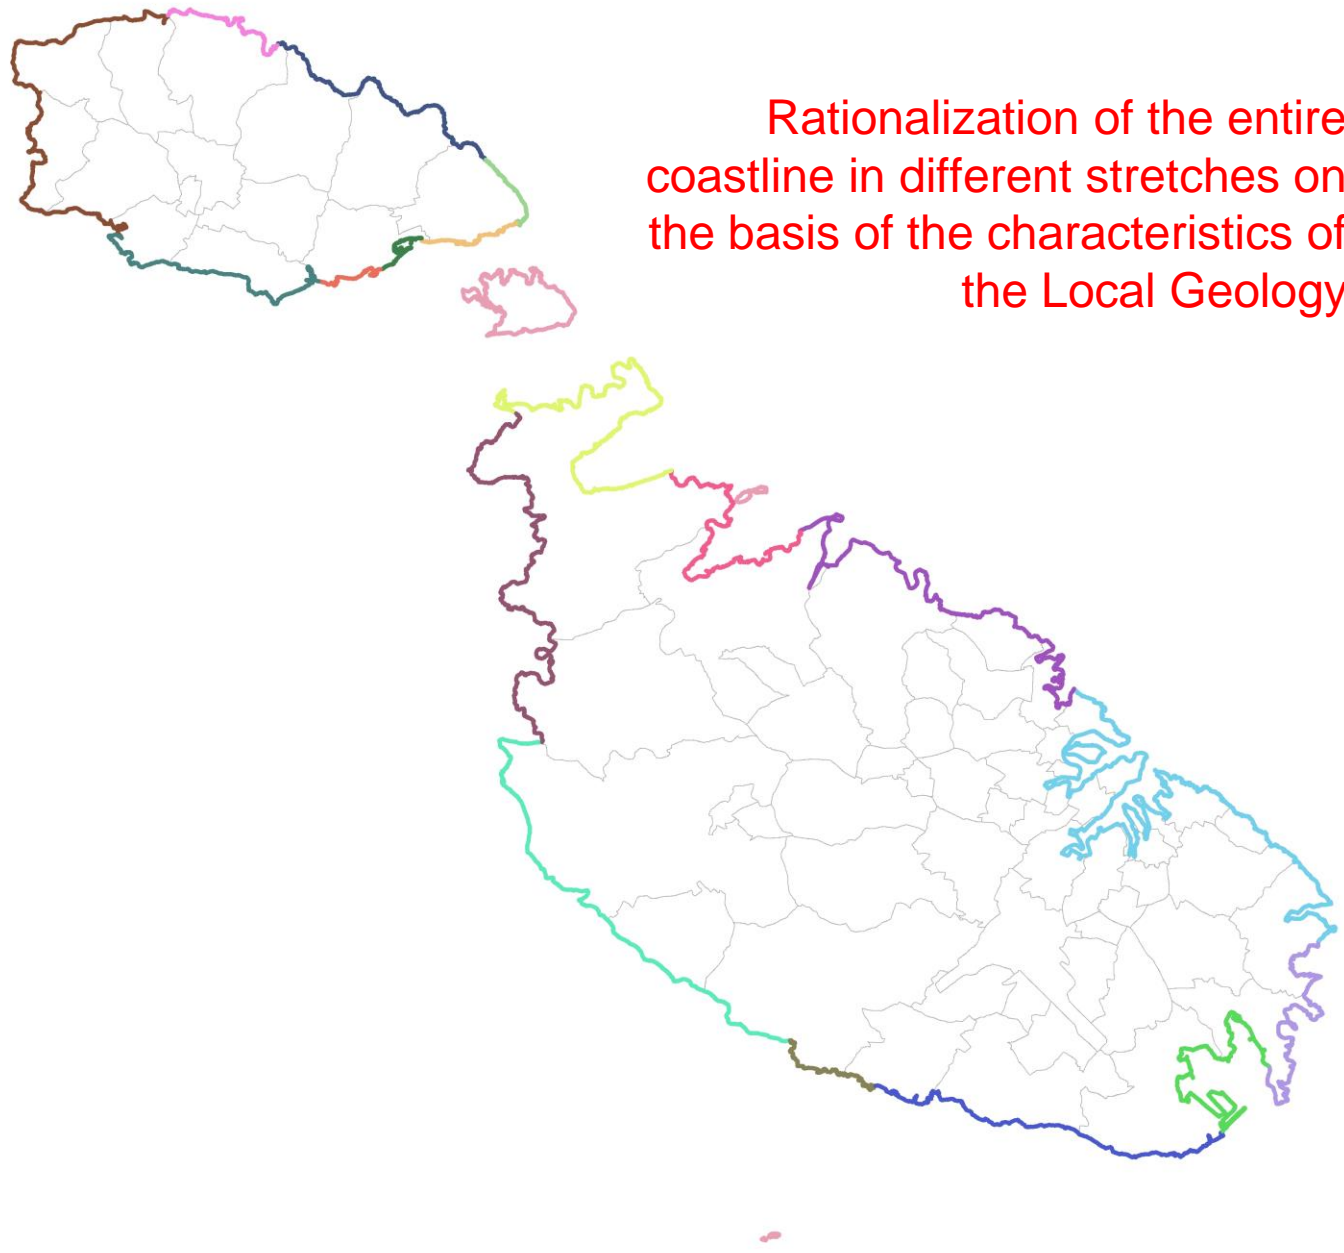 Rationalization of the entire
coastline in different stretches on
the basis of the characteristics of
the Local Geology